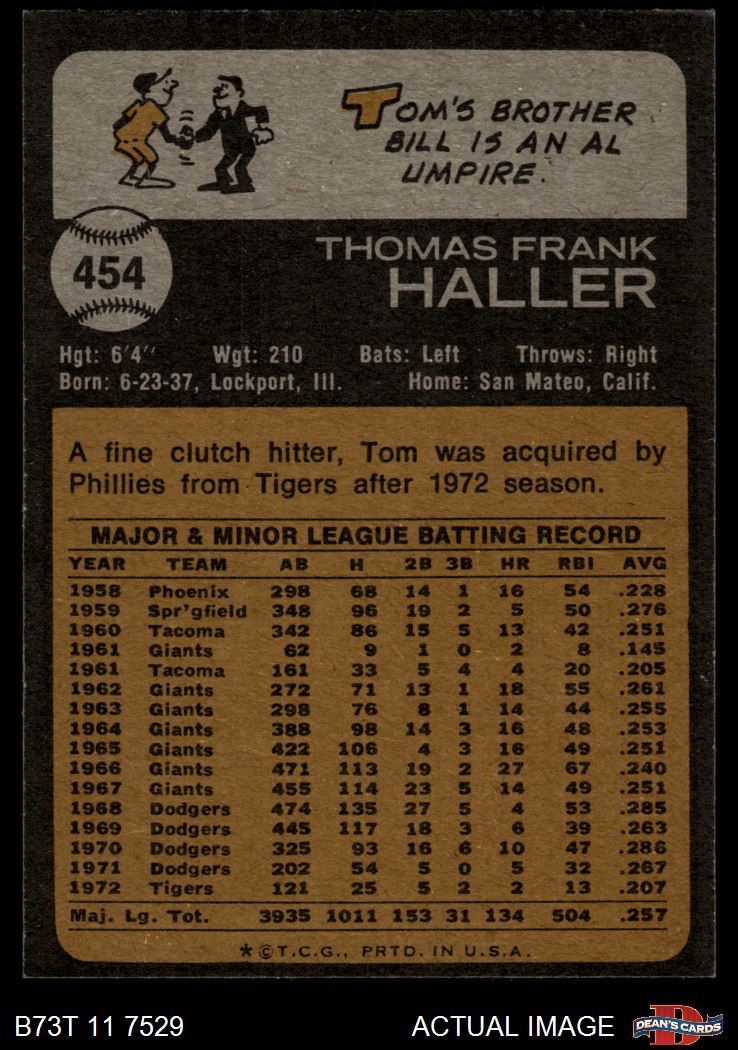 TOM'S BROTHER
BILL IS AN AL
UMPIRE.
454
THOMAS FRANK
HALLER
Hgt: 6'4" Wgt: 210 Bats: Left Throws: Right
Born: 6-23-37, Lockport, Ill. Home: San Mateo, Calif.
A fine clutch hitter, Tom was acquired by
Phillies from Tigers after 1972 season.
MAJOR & MINOR LEAGUE BATTING RECORD
YEAR TEAM AB H 2B 3B HR RBI AVG
1958 Phoenix 298 68 14 1 16 54 .228
1959 Spr'gfield 348 96 19 2 5 50 .276
1960 Tacoma 342 86 15 5 13 42 .251
1961 Giants 62 9 1 0 2 8 .145
1961 Tacoma 161 33 5 4 4 20 .205
1962 Giants 272 71 13 1 18 55 .261
1963 Giants 298 76 8 1 14 44 .255
1964 Giants 388 98 14 3 16 48 .253
1965 Giants 422 106 4 3 16 49 .251
1966 Giants 471 113 19 2 27 67 .240
1967 Giants 455 114 23 5 14 49 .251
1968 Dodgers 474 135 27 5 4 53 .285
1969 Dodgers 445 117 18 3 6 39 .263
1970 Dodgers 325 93 16 6 10 47 .286
1971 Dodgers 202 54 5 0 5 32 .267
1972 Tigers 121 25 5 2 2 13 .207
Maj. Lg. Tot. 3935 1011 153 31 134 504 .257
*©T.C.G., PRTD. IN U.S.A.
B73T 11 7529 ACTUAL IMAGE D DEAN'S CARDS